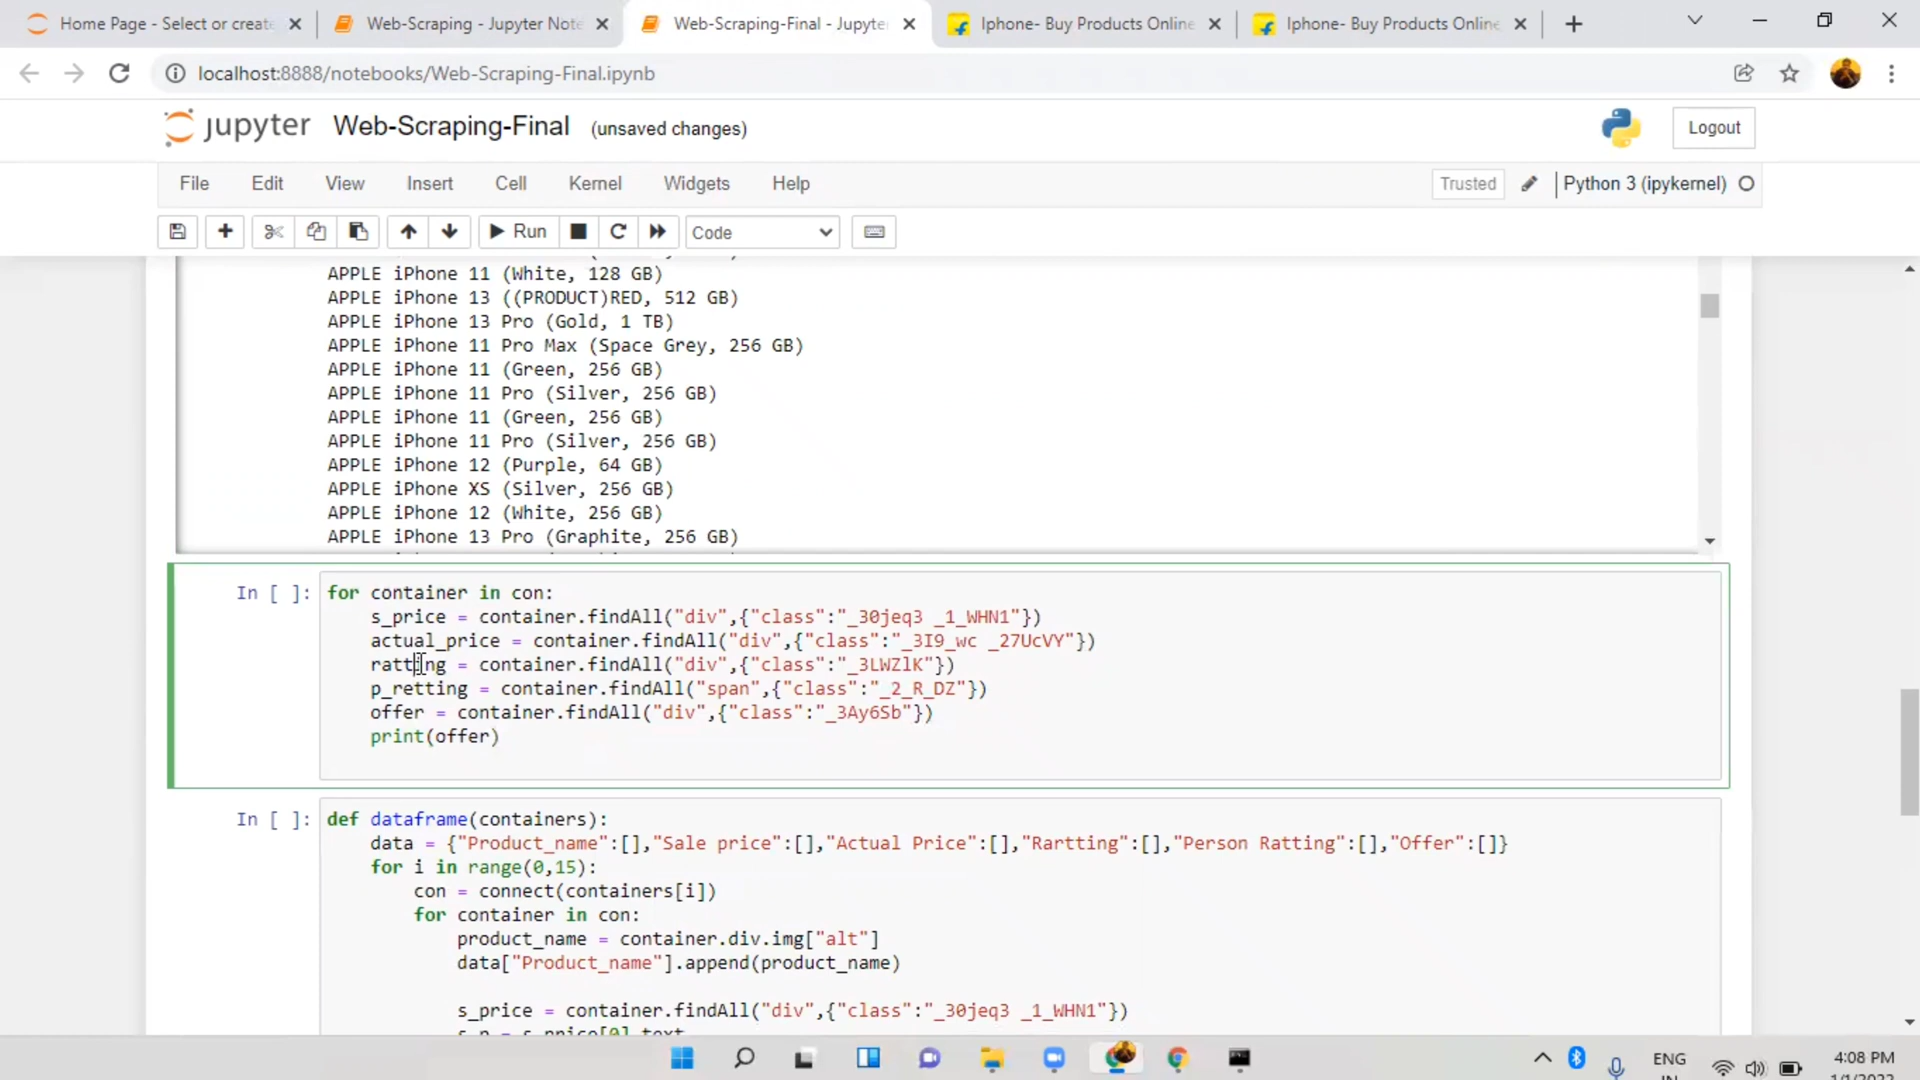 Home Page - Select or create
Web-Scraping - Jupyter Note
Web-Scraping-Final - Jupyter
Iphone- Buy Products Online
Iphone- Buy Products Online
localhost:8888/notebooks/Web-Scraping-Final.ipynb
jupyter Web-Scraping-Final (unsaved changes)
Logout
File Edit View Insert Cell Kernel Widgets Help
Trusted
Python 3 (ipykernel)
Run
Code
APPLE iPhone 11 (White, 128 GB)
APPLE iPhone 13 ((PRODUCT)RED, 512 GB)
APPLE iPhone 13 Pro (Gold, 1 TB)
APPLE iPhone 11 Pro Max (Space Grey, 256 GB)
APPLE iPhone 11 (Green, 256 GB)
APPLE iPhone 11 Pro (Silver, 256 GB)
APPLE iPhone 11 (Green, 256 GB)
APPLE iPhone 11 Pro (Silver, 256 GB)
APPLE iPhone 12 (Purple, 64 GB)
APPLE iPhone XS (Silver, 256 GB)
APPLE iPhone 12 (White, 256 GB)
APPLE iPhone 13 Pro (Graphite, 256 GB)
In [ ]: for container in con:
s_price = container.findAll("div",{"class":"_30jeq3 _1_WHN1"})
actual_price = container.findAll("div",{"class":"_3I9_wc _27UcVY"})
ratting = container.findAll("div",{"class":"_3LWZlK"})
p_retting = container.findAll("span",{"class":"_2_R_DZ"})
offer = container.findAll("div",{"class":"_3Ay6Sb"})
print(offer)
In [ ]: def dataframe(containers):
data = {"Product_name":[],"Sale price":[],"Actual Price":[],"Rartting":[],"Person Ratting":[],"Offer":[]}
for i in range(0,15):
con = connect(containers[i])
for container in con:
product_name = container.div.img["alt"]
data["Product_name"].append(product_name)
s_price = container.findAll("div",{"class":"_30jeq3 _1_WHN1"})
s_p = s_price[0].text
ENG
IN
4:08 PM
1/1/2022